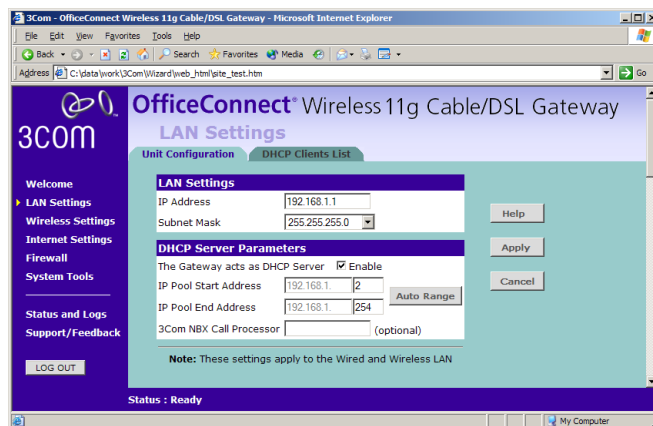 3Com - OfficeConnect Wireless 11g Cable/DSL Gateway - Microsoft Internet Explorer
File Edit View Favorites Tools Help
Back Search Favorites Media
Address C:\data\work\3Com\Wizard\web_html\site_test.htm Go
3COM
OfficeConnect® Wireless 11g Cable/DSL Gateway
LAN Settings
Unit Configuration DHCP Clients List
Welcome
LAN Settings
Wireless Settings
Internet Settings
Firewall
System Tools
Status and Logs
Support/Feedback
LOG OUT
LAN Settings
IP Address 192.168.1.1
Subnet Mask 255.255.255.0
DHCP Server Parameters
The Gateway acts as DHCP Server Enable
IP Pool Start Address 192.168.1. 2
IP Pool End Address 192.168.1. 254
Auto Range
3Com NBX Call Processor (optional)
Note: These settings apply to the Wired and Wireless LAN
Help
Apply
Cancel
Status : Ready
My Computer